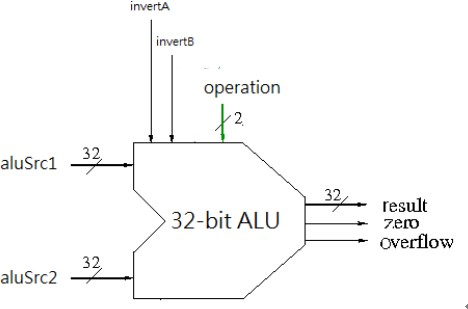 invertA
invertB
operation
2
aluSrc1
32
32-bit ALU
32
result
zero
overflow
aluSrc2
32